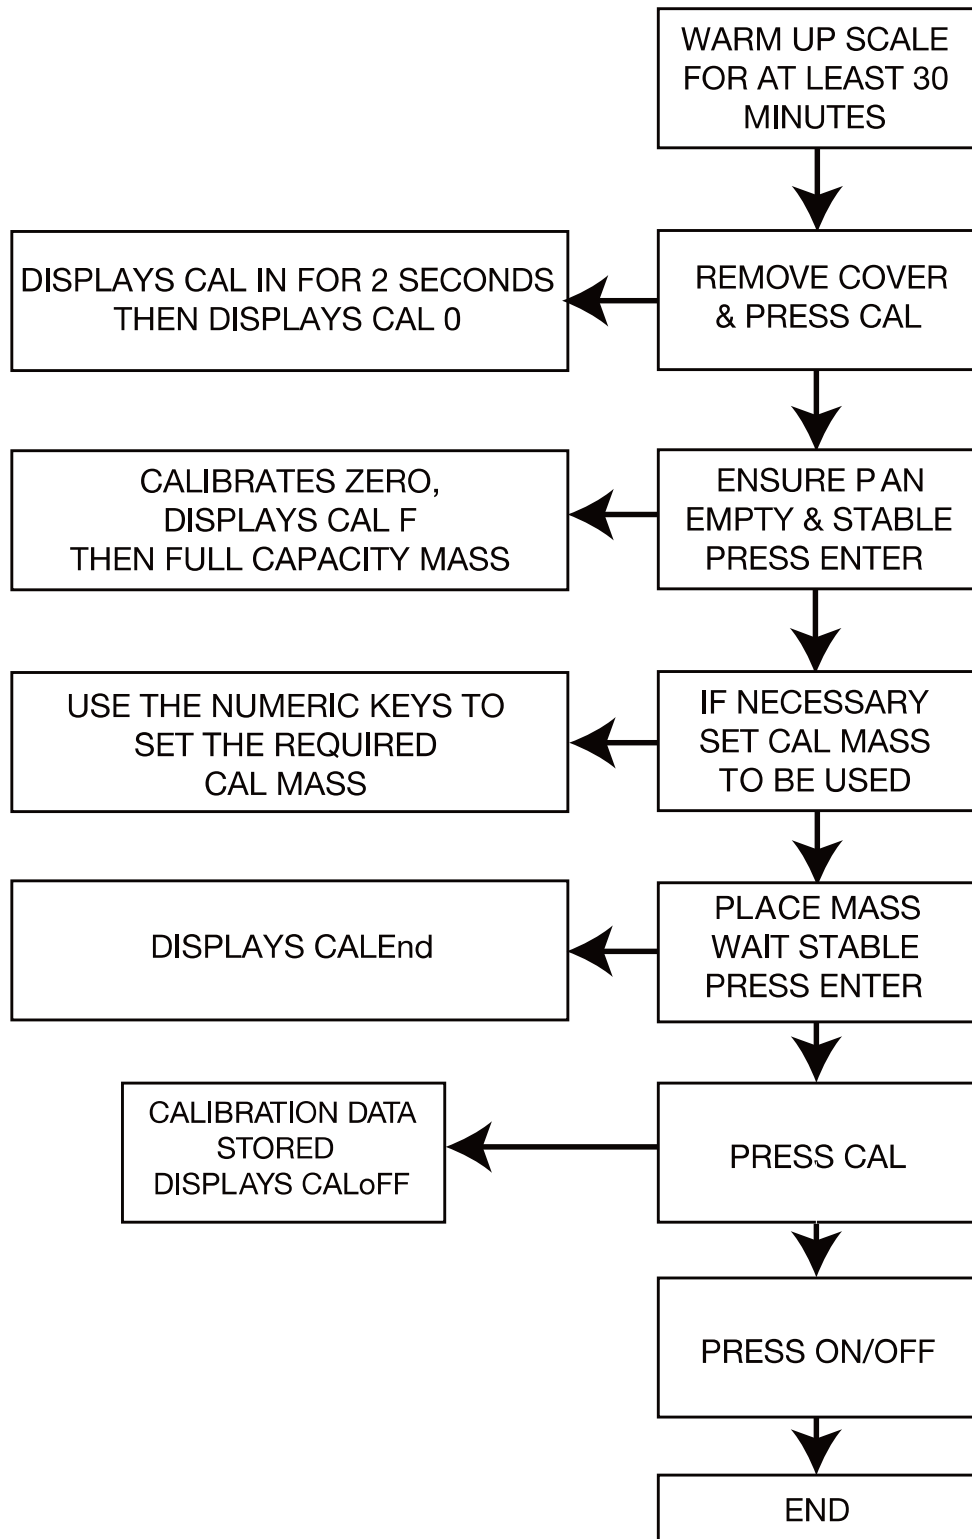 WARM UP SCALE
FOR AT LEAST 30
MINUTES
REMOVE COVER
& PRESS CAL
DISPLAYS CAL IN FOR 2 SECONDS
THEN DISPLAYS CAL 0
ENSURE PAN
EMPTY & STABLE
PRESS ENTER
CALIBRATES ZERO,
DISPLAYS CAL F
THEN FULL CAPACITY MASS
IF NECESSARY
SET CAL MASS
TO BE USED
USE THE NUMERIC KEYS TO
SET THE REQUIRED
CAL MASS
PLACE MASS
WAIT STABLE
PRESS ENTER
DISPLAYS CALEnd
PRESS CAL
CALIBRATION DATA
STORED
DISPLAYS CALoFF
PRESS ON/OFF
END